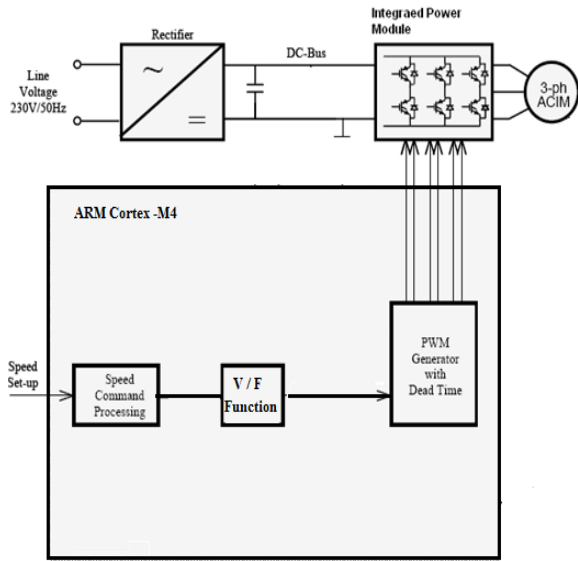 Integraed Power
Module
Rectifier
DC-Bus
Line
Voltage
230V/50Hz
3-ph
ACIM
ARM Cortex -M4
Speed
Set-up
Speed
Command
Processing
V / F
Function
PWM
Generator
with
Dead Time